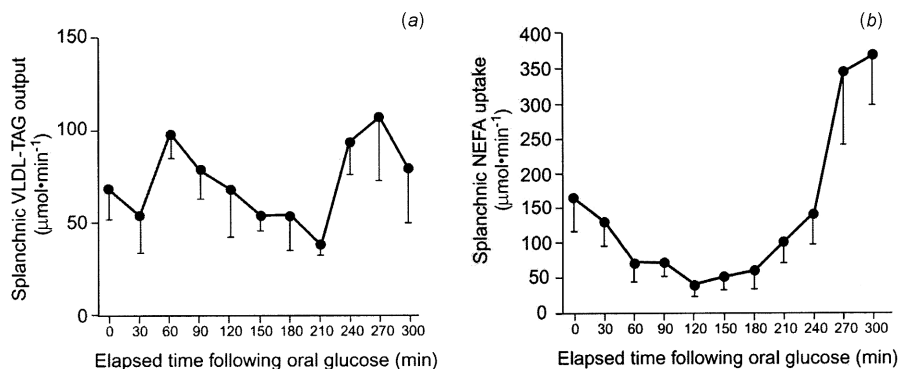 (a)
Splanchnic VLDL-TAG output
(μmol•min⁻¹)
150
100
50
0
0 30 60 90 120 150 180 210 240 270 300
Elapsed time following oral glucose (min)
(b)
Splanchnic NEFA uptake
(μmol•min⁻¹)
400
350
300
250
200
150
100
50
0
0 30 60 90 120 150 180 210 240 270 300
Elapsed time following oral glucose (min)